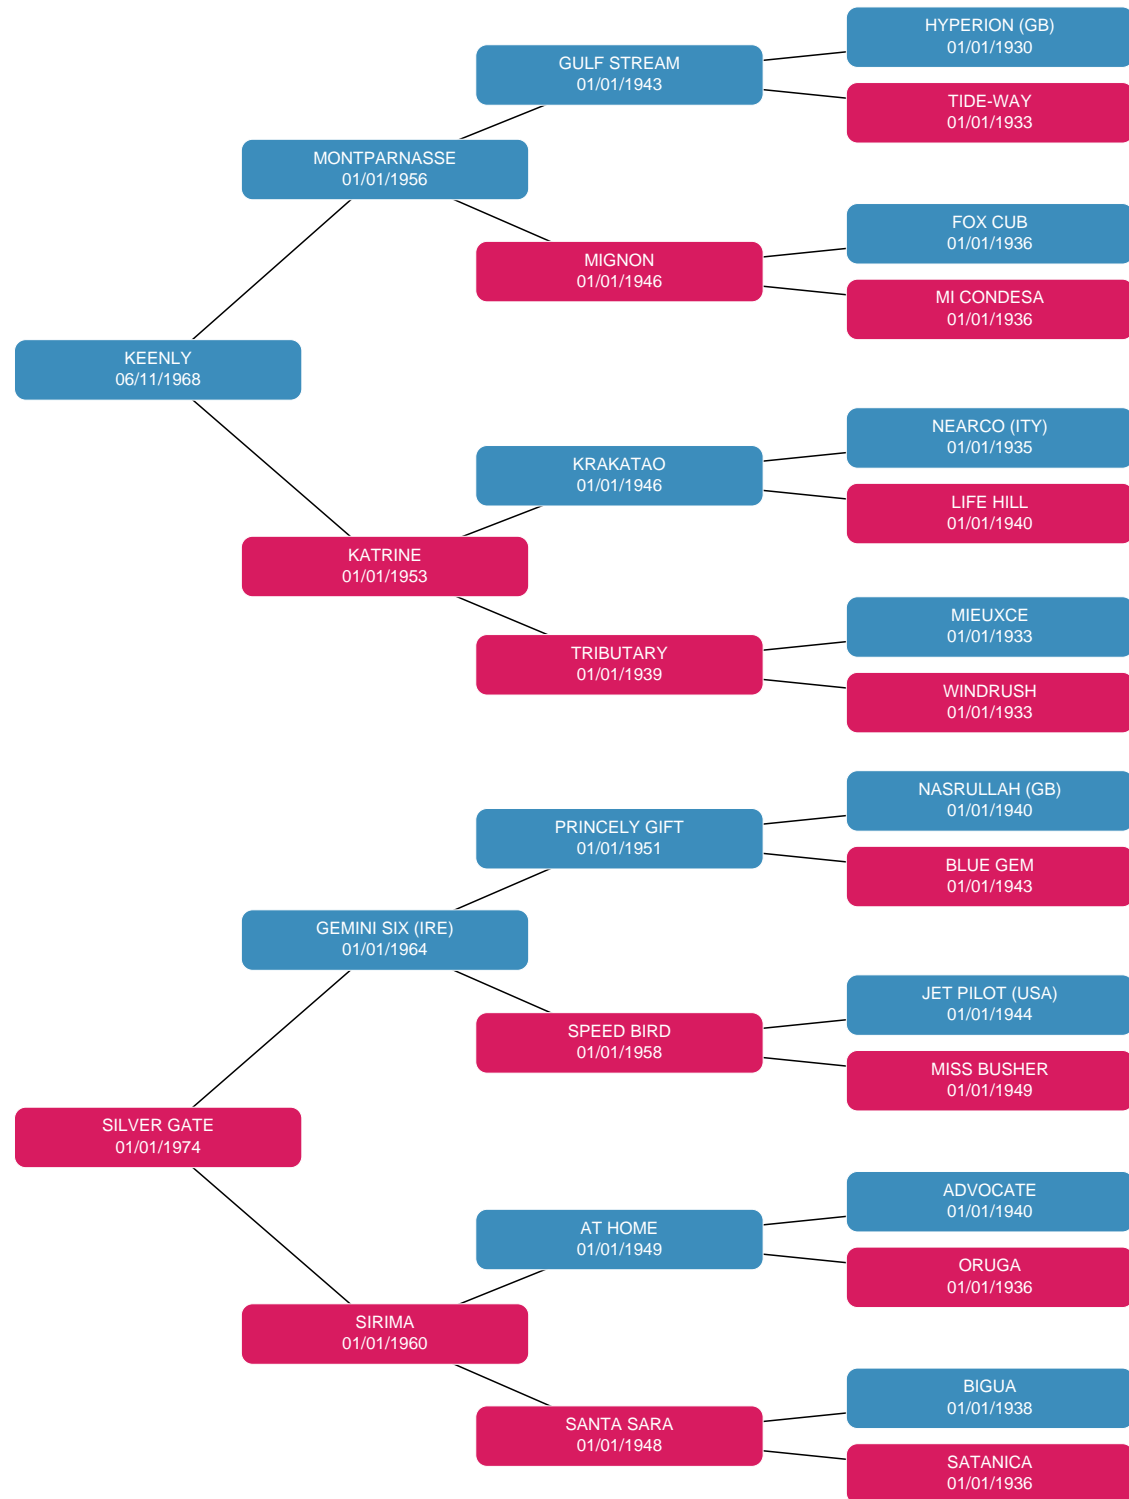 HYPERION (GB)
01/01/1930
GULF STREAM
01/01/1943
TIDE-WAY
01/01/1933
MONTPARNASSE
01/01/1956
FOX CUB
01/01/1936
MIGNON
01/01/1946
MI CONDESA
01/01/1936
KEENLY
06/11/1968
NEARCO (ITY)
01/01/1935
KRAKATAO
01/01/1946
LIFE HILL
01/01/1940
KATRINE
01/01/1953
MIEUXCE
01/01/1933
TRIBUTARY
01/01/1939
WINDRUSH
01/01/1933
NASRULLAH (GB)
01/01/1940
PRINCELY GIFT
01/01/1951
BLUE GEM
01/01/1943
GEMINI SIX (IRE)
01/01/1964
JET PILOT (USA)
01/01/1944
SPEED BIRD
01/01/1958
MISS BUSHER
01/01/1949
SILVER GATE
01/01/1974
ADVOCATE
01/01/1940
AT HOME
01/01/1949
ORUGA
01/01/1936
SIRIMA
01/01/1960
BIGUA
01/01/1938
SANTA SARA
01/01/1948
SATANICA
01/01/1936